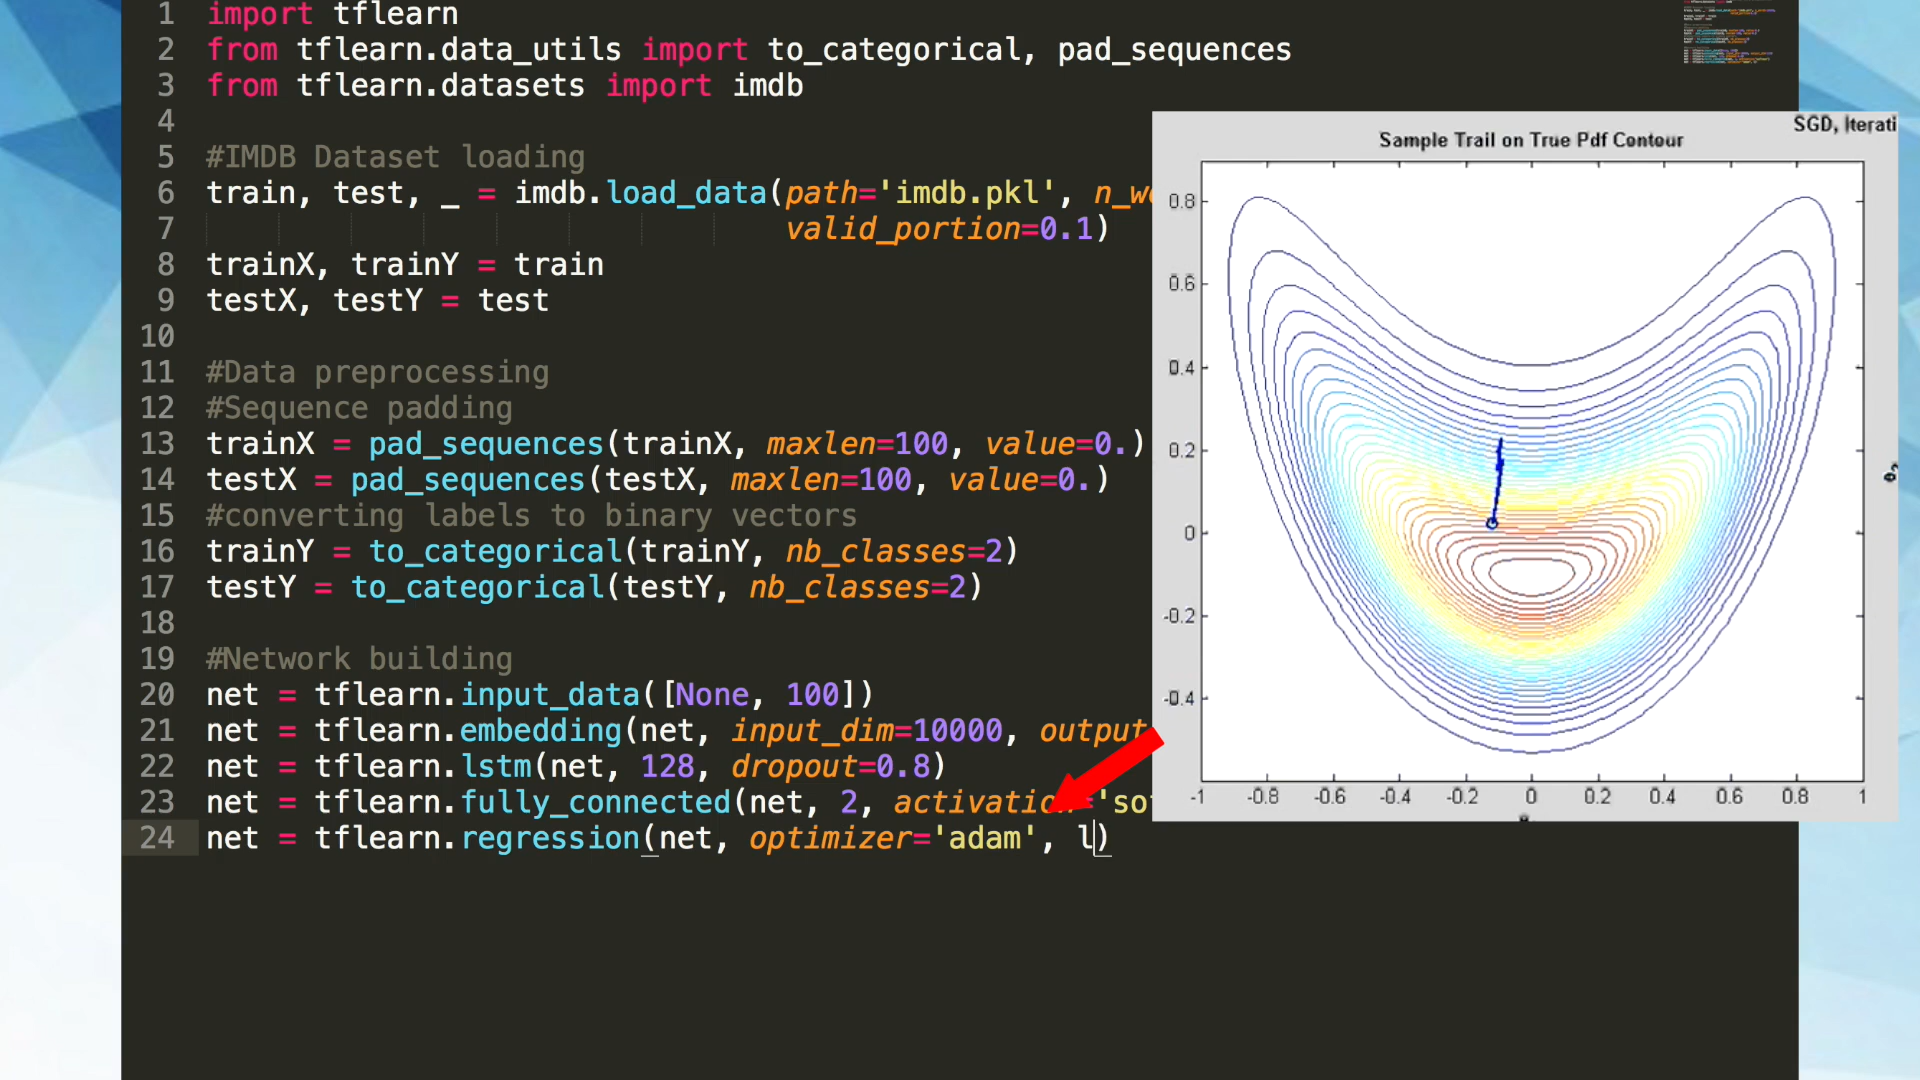 1 import tflearn
2 from tflearn.data_utils import to_categorical, pad_sequences
3 from tflearn.datasets import imdb
4
5 #IMDB Dataset loading
6 train, test, _ = imdb.load_data(path='imdb.pkl', n_w
7 valid_portion=0.1)
8 trainX, trainY = train
9 testX, testY = test
10
11 #Data preprocessing
12 #Sequence padding
13 trainX = pad_sequences(trainX, maxlen=100, value=0.)
14 testX = pad_sequences(testX, maxlen=100, value=0.)
15 #converting labels to binary vectors
16 trainY = to_categorical(trainY, nb_classes=2)
17 testY = to_categorical(testY, nb_classes=2)
18
19 #Network building
20 net = tflearn.input_data([None, 100])
21 net = tflearn.embedding(net, input_dim=10000, output
22 net = tflearn.lstm(net, 128, dropout=0.8)
23 net = tflearn.fully_connected(net, 2, activation='so
24 net = tflearn.regression(net, optimizer='adam', l)
SGD, Iterati
Sample Trail on True Pdf Contour
0.8
0.6
0.4
0.2
0
-0.2
-0.4
-1 -0.8 -0.6 -0.4 -0.2 0 0.2 0.4 0.6 0.8 1